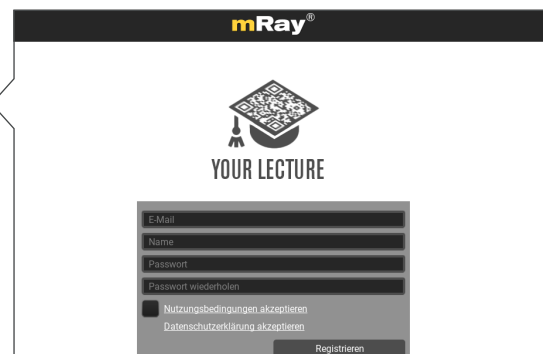 mRay®
YOUR LECTURE
E-Mail
Name
Passwort
Passwort wiederholen
Nutzungsbedingungen akzeptieren
Datenschutzerklärung akzeptieren
Registrieren